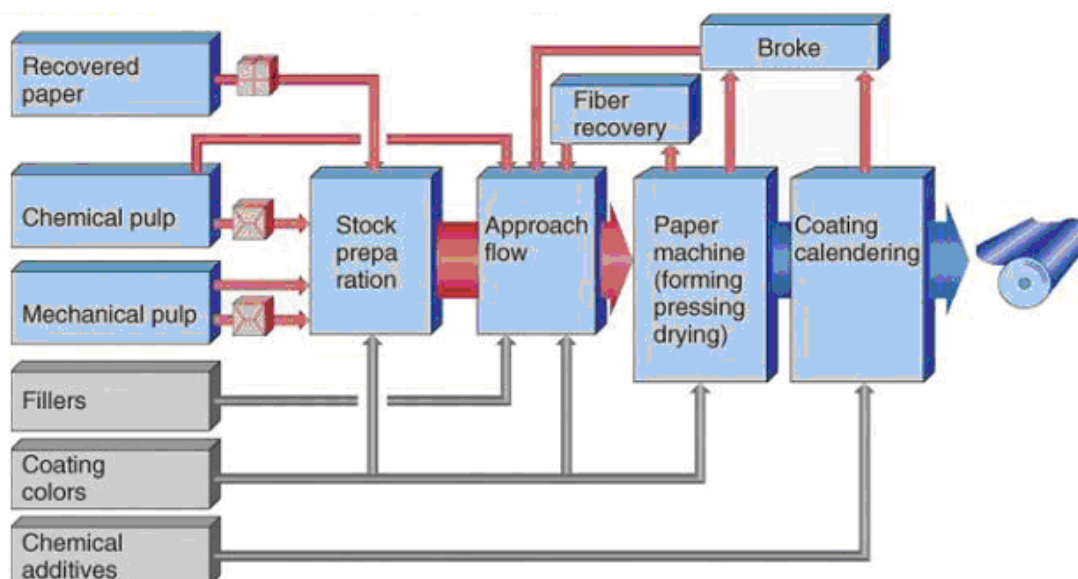 Recovered
paper
Broke
Fiber
recovery
Chemical pulp
Stock
prepa
ration
Approach
flow
Paper
machine
(forming
pressing
drying)
Coating
calendering
Mechanical pulp
Fillers
Coating
colors
Chemical
additives